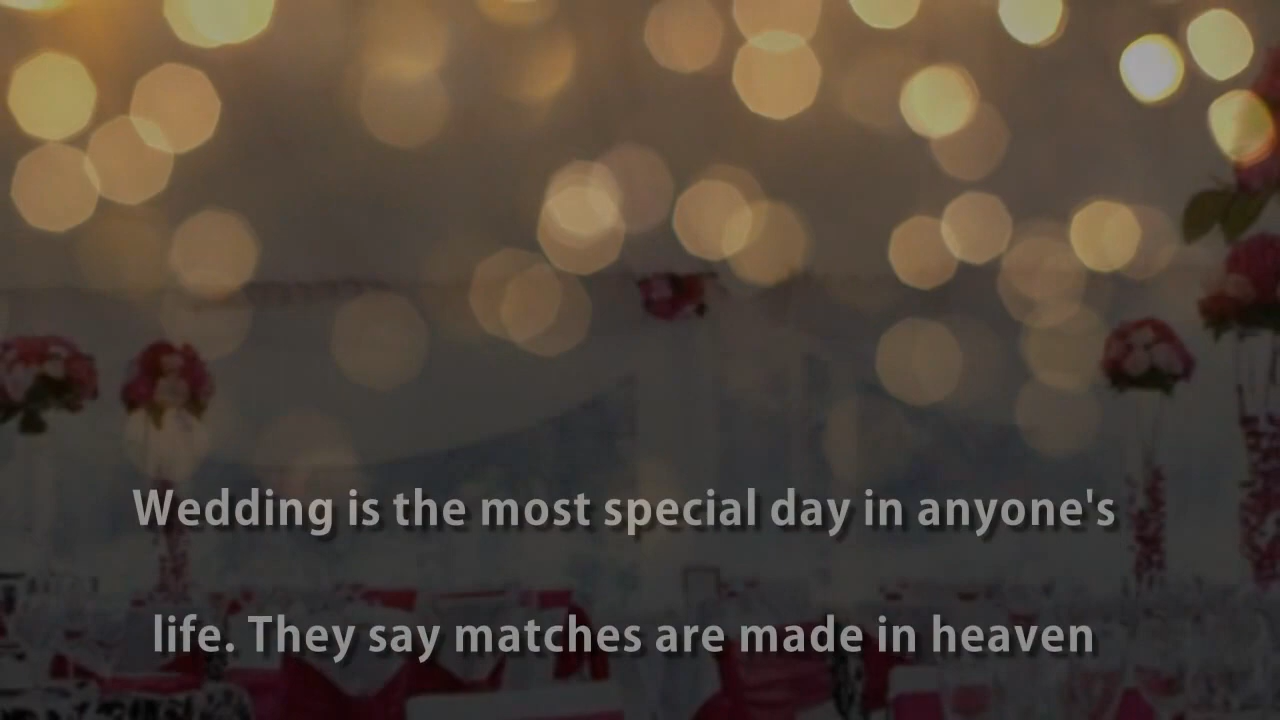 Wedding is the most special day in anyone's
life. They say matches are made in heaven